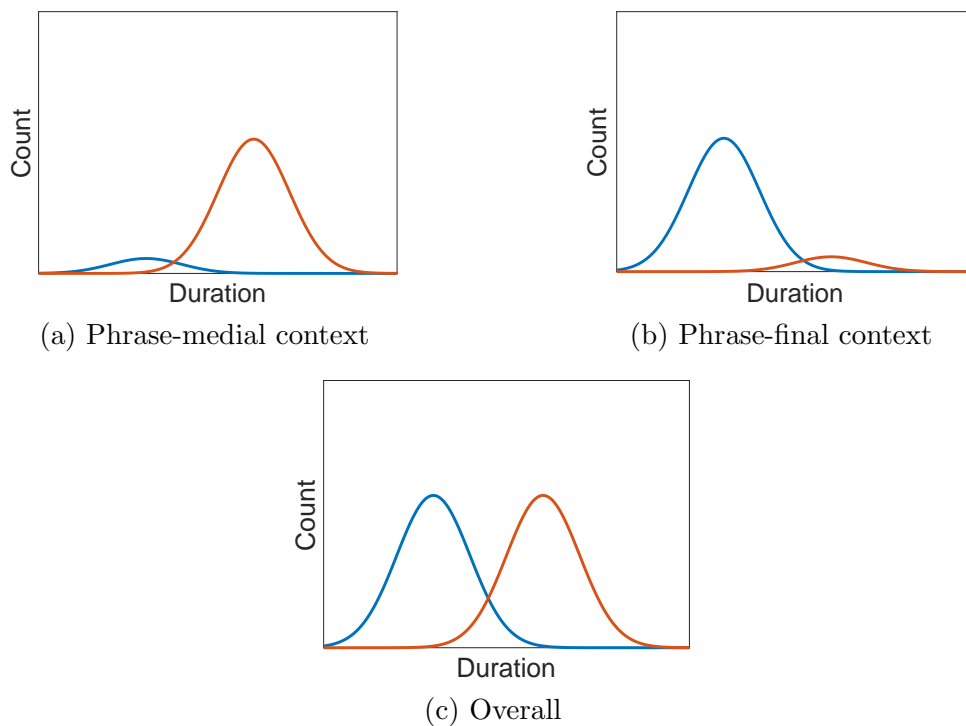 Count
Duration
(a) Phrase-medial context
Count
Duration
(b) Phrase-final context
Count
Duration
(c) Overall